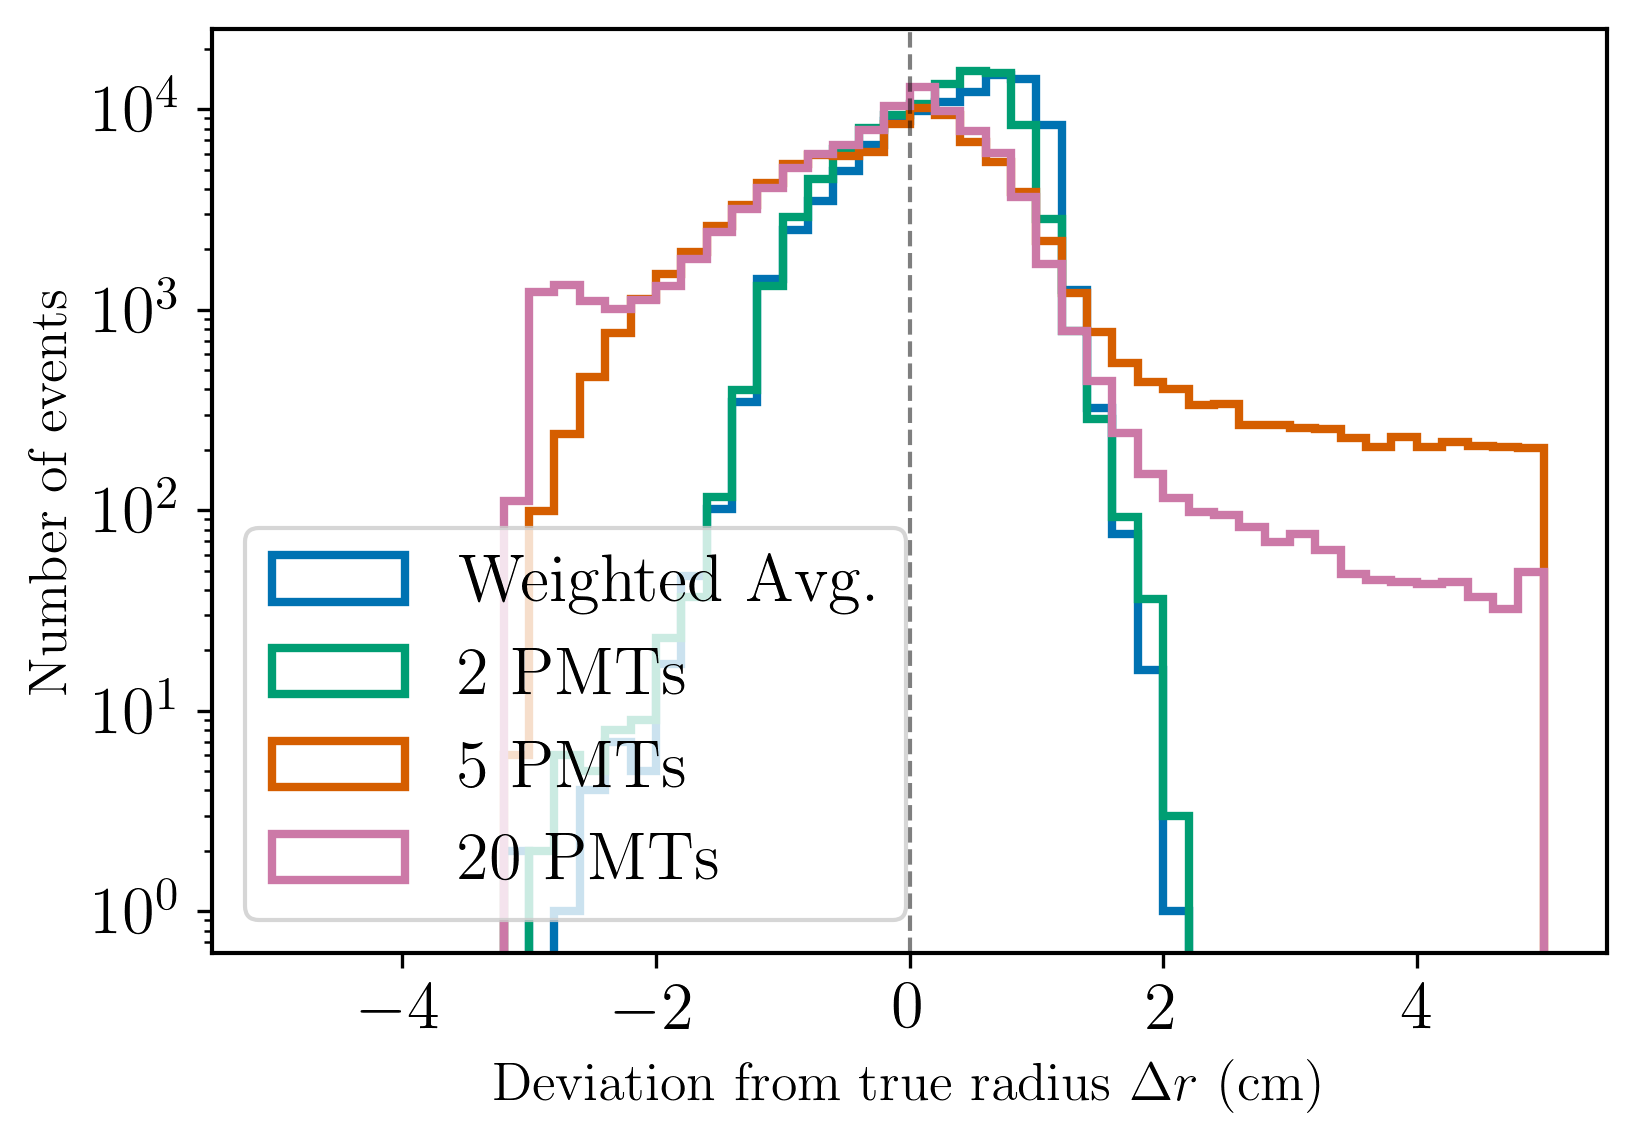 Number of events
10⁴
10³
10²
10¹
10⁰
Weighted Avg.
2 PMTs
5 PMTs
20 PMTs
−4 −2 0 2 4
Deviation from true radius Δr (cm)